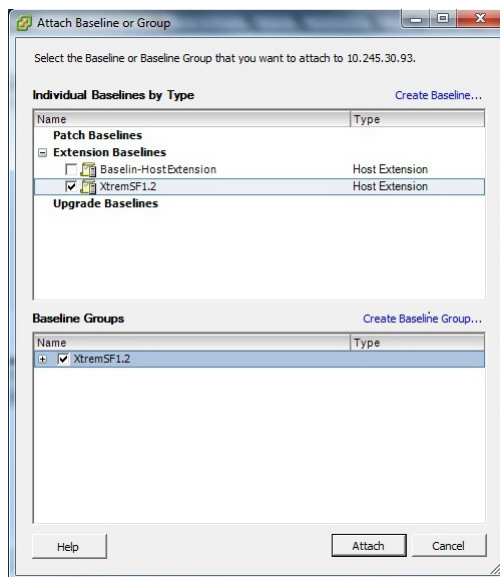 Attach Baseline or Group
Select the Baseline or Baseline Group that you want to attach to 10.245.30.93.
Individual Baselines by Type Create Baseline...
Name Type
Patch Baselines
Extension Baselines
Baselin-HostExtension Host Extension
XtremSF1.2 Host Extension
Upgrade Baselines
Baseline Groups Create Baseline Group...
Name Type
XtremSF1.2
Help Attach Cancel